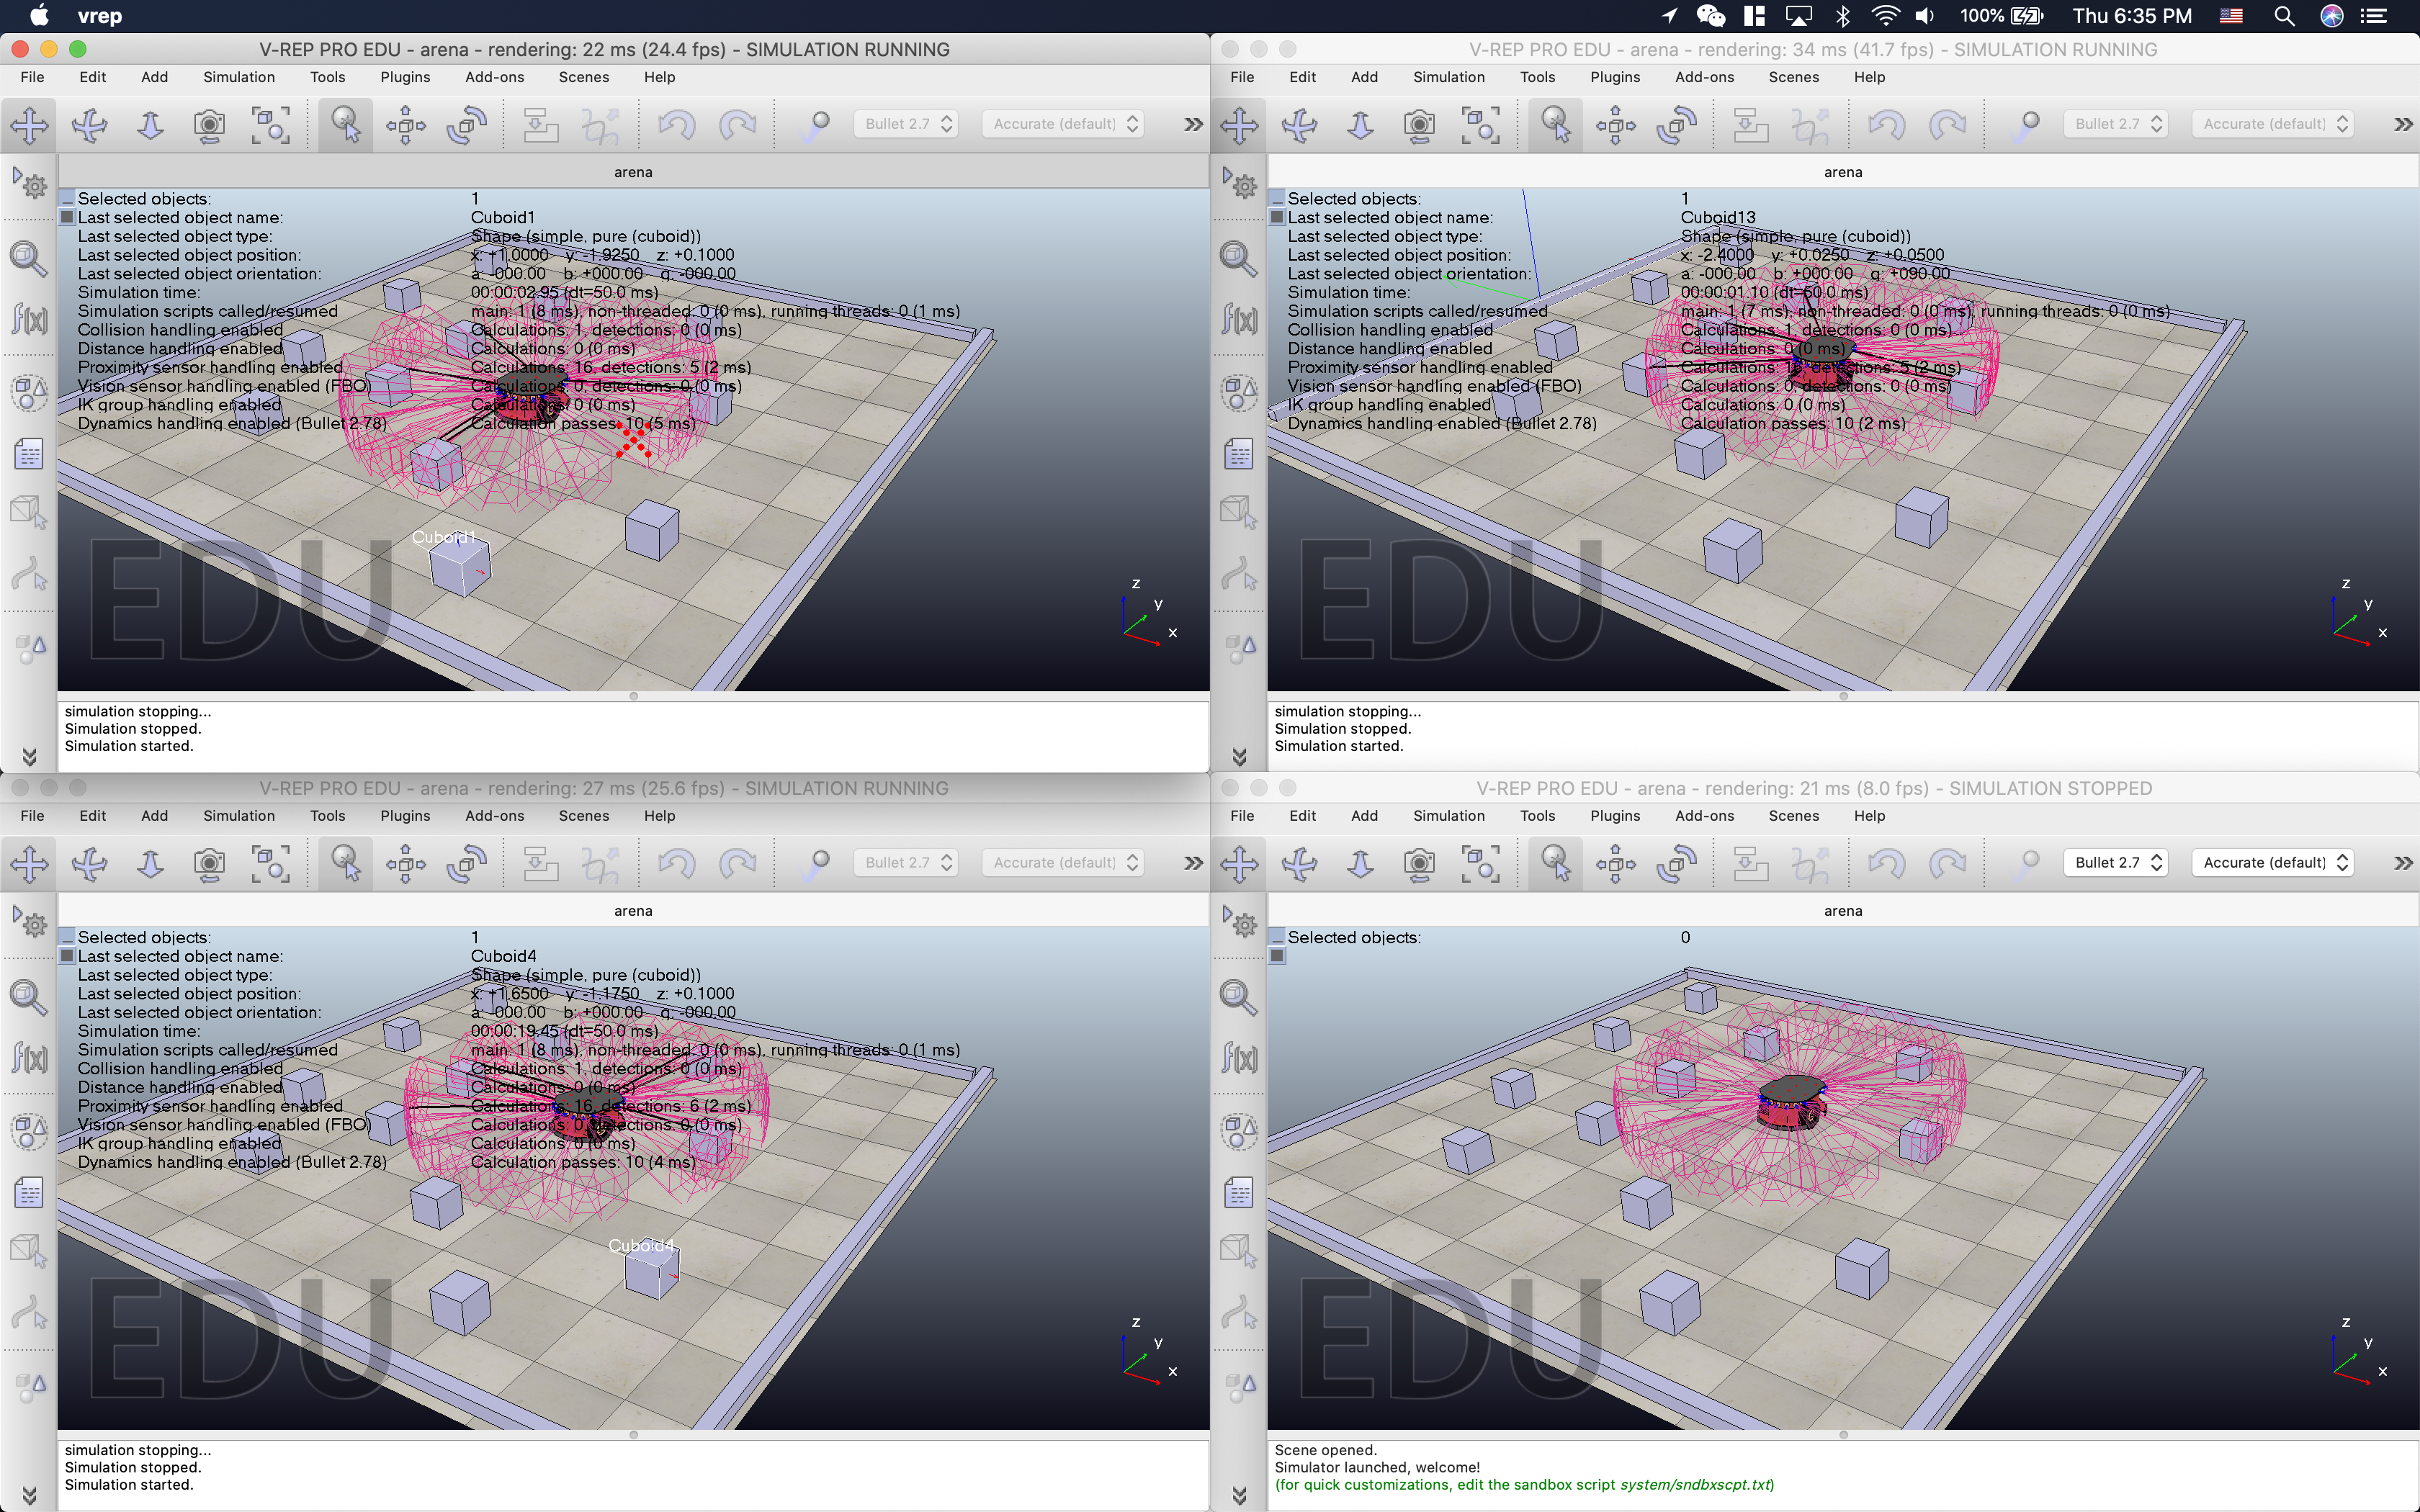 vrep
100%
Thu 6:35 PM
V-REP PRO EDU - arena - rendering: 22 ms (24.4 fps) - SIMULATION RUNNING
File Edit Add Simulation Tools Plugins Add-ons Scenes Help
Bullet 2.7 Accurate (default)
arena
Selected objects: 1
Last selected object name: Cuboid1
Last selected object type: Shape (simple, pure (cuboid))
Last selected object position: x: +1.0000 y: -1.9250 z: +0.1000
Last selected object orientation: a: -000.00 b: +000.00 g: -000.00
Simulation time: 00:00:02.95 (dt=50.0 ms)
Simulation scripts called/resumed main: 1 (8 ms), non-threaded: 0 (0 ms), running threads: 0 (1 ms)
Collision handling enabled Calculations: 1, detections: 0 (0 ms)
Distance handling enabled Calculations: 0 (0 ms)
Proximity sensor handling enabled Calculations: 16, detections: 5 (2 ms)
Vision sensor handling enabled (FBO) Calculations: 0, detections: 0 (0 ms)
IK group handling enabled Calculations: 0 (0 ms)
Dynamics handling enabled (Bullet 2.78) Calculation passes: 10 (5 ms)
Cuboid1
EDU
z
y
x
simulation stopping...
Simulation stopped.
Simulation started.
V-REP PRO EDU - arena - rendering: 34 ms (41.7 fps) - SIMULATION RUNNING
File Edit Add Simulation Tools Plugins Add-ons Scenes Help
Bullet 2.7 Accurate (default)
arena
Selected objects: 1
Last selected object name: Cuboid13
Last selected object type: Shape (simple, pure (cuboid))
Last selected object position: x: -2.4000 y: +0.0250 z: +0.0500
Last selected object orientation: a: -000.00 b: +000.00 g: +090.00
Simulation time: 00:00:01.10 (dt=50.0 ms)
Simulation scripts called/resumed main: 1 (7 ms), non-threaded: 0 (0 ms), running threads: 0 (0 ms)
Collision handling enabled Calculations: 1, detections: 0 (0 ms)
Distance handling enabled Calculations: 0 (0 ms)
Proximity sensor handling enabled Calculations: 16, detections: 5 (2 ms)
Vision sensor handling enabled (FBO) Calculations: 0, detections: 0 (0 ms)
IK group handling enabled Calculations: 0 (0 ms)
Dynamics handling enabled (Bullet 2.78) Calculation passes: 10 (2 ms)
EDU
z
y
x
simulation stopping...
Simulation stopped.
Simulation started.
V-REP PRO EDU - arena - rendering: 27 ms (25.6 fps) - SIMULATION RUNNING
File Edit Add Simulation Tools Plugins Add-ons Scenes Help
Bullet 2.7 Accurate (default)
arena
Selected objects: 1
Last selected object name: Cuboid4
Last selected object type: Shape (simple, pure (cuboid))
Last selected object position: x: +1.6500 y: -1.1750 z: +0.1000
Last selected object orientation: a: -000.00 b: +000.00 g: -000.00
Simulation time: 00:00:19.45 (dt=50.0 ms)
Simulation scripts called/resumed main: 1 (8 ms), non-threaded: 0 (0 ms), running threads: 0 (1 ms)
Collision handling enabled Calculations: 1, detections: 0 (0 ms)
Distance handling enabled Calculations: 0 (0 ms)
Proximity sensor handling enabled Calculations: 16, detections: 6 (2 ms)
Vision sensor handling enabled (FBO) Calculations: 0, detections: 0 (0 ms)
IK group handling enabled Calculations: 0 (0 ms)
Dynamics handling enabled (Bullet 2.78) Calculation passes: 10 (4 ms)
Cuboid4
EDU
z
y
x
simulation stopping...
Simulation stopped.
Simulation started.
V-REP PRO EDU - arena - rendering: 21 ms (8.0 fps) - SIMULATION STOPPED
File Edit Add Simulation Tools Plugins Add-ons Scenes Help
Bullet 2.7 Accurate (default)
arena
Selected objects: 0
EDU
z
y
x
Scene opened.
Simulator launched, welcome!
(for quick customizations, edit the sandbox script system/sndbxscpt.txt)